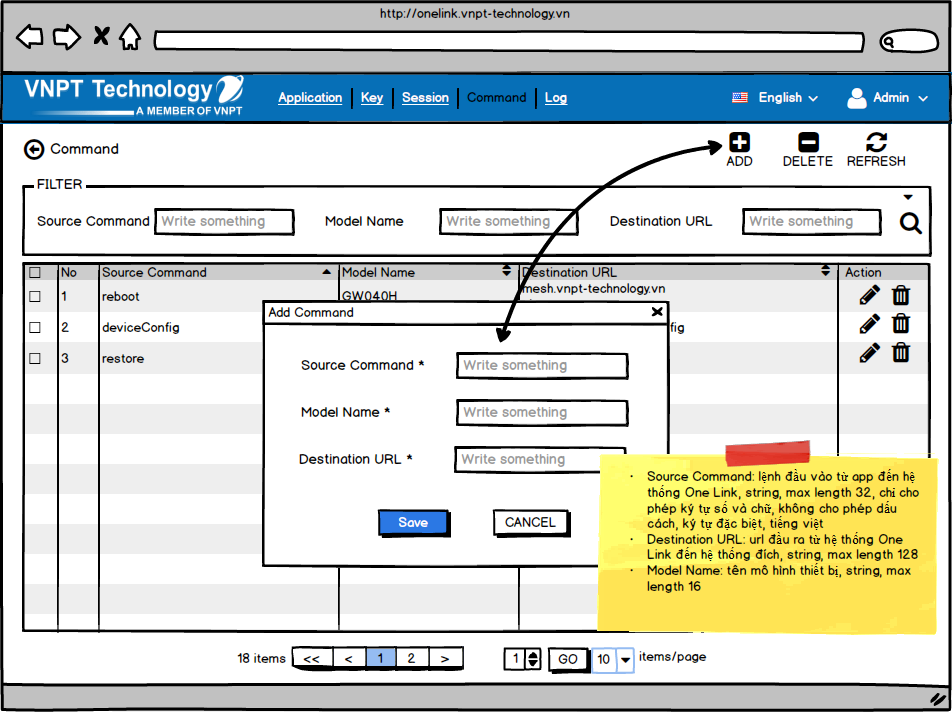 http://onelink.vnpt-technology.vn
VNPT Technology
A MEMBER OF VNPT
Application Key Session Command Log
English Admin
Command
ADD DELETE REFRESH
FILTER
Source Command Write something Model Name Write something Destination URL Write something
No Source Command Model Name Destination URL Action
1 reboot GW040H mesh.vnpt-technology.vn
2 deviceConfig fig
3 restore
Add Command
Source Command * Write something
Model Name * Write something
Destination URL * Write something
Save CANCEL
· Source Command: lệnh đầu vào từ app đến hệ
thống One Link, string, max length 32, chỉ cho
phép ký tự số và chữ, không cho phép dấu
cách, ký tự đặc biệt, tiếng việt
· Destination URL: url đầu ra từ hệ thống One
Link đến hệ thống đích, string, max length 128
· Model Name: tên mô hình thiết bị, string, max
length 16
18 items << < 1 2 > 1 GO 10 items/page